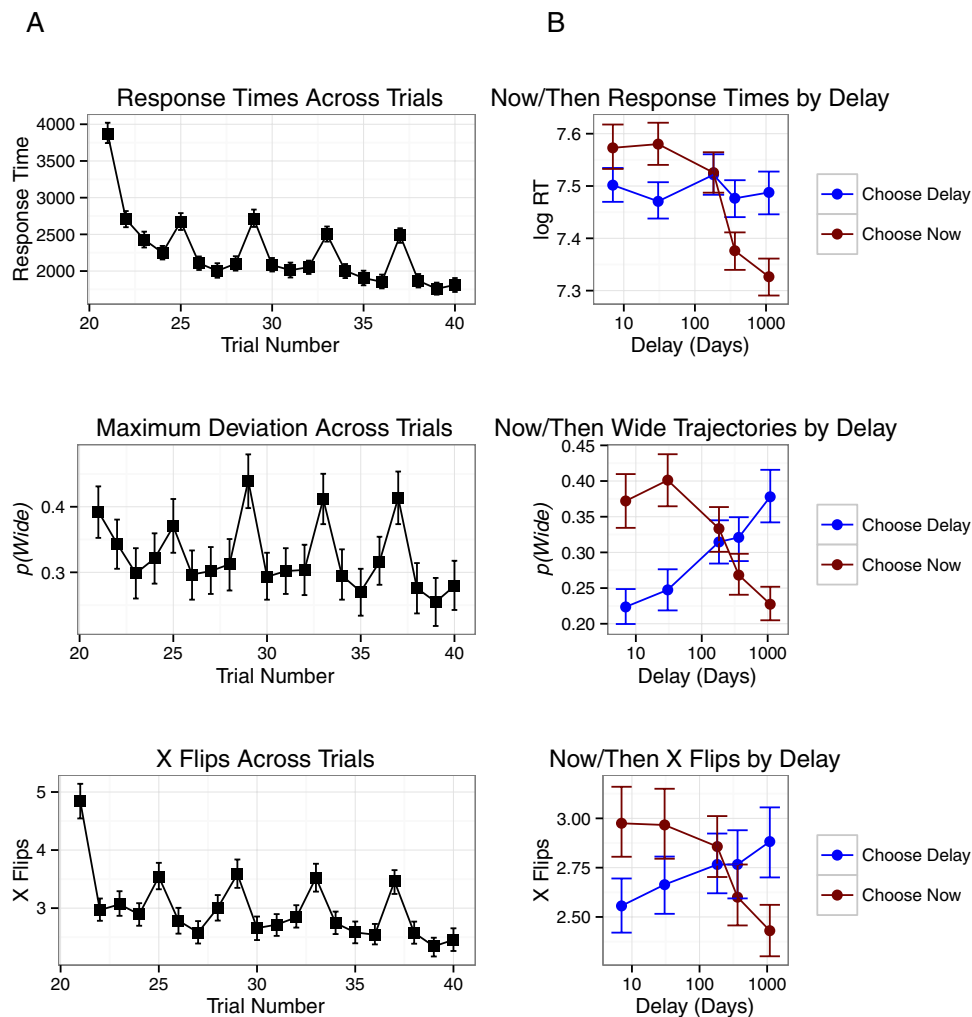 A
B
Response Times Across Trials
4000
3500
3000
2500
2000
Response Time
20
25
30
35
40
Trial Number
Now/Then Response Times by Delay
7.6
7.5
7.4
7.3
log RT
10
100
1000
Delay (Days)
Choose Delay
Choose Now
Maximum Deviation Across Trials
0.4
0.3
p(Wide)
20
25
30
35
40
Trial Number
Now/Then Wide Trajectories by Delay
0.45
0.40
0.35
0.30
0.25
0.20
p(Wide)
10
100
1000
Delay (Days)
Choose Delay
Choose Now
X Flips Across Trials
5
4
3
X Flips
20
25
30
35
40
Trial Number
Now/Then X Flips by Delay
3.00
2.75
2.50
X Flips
10
100
1000
Delay (Days)
Choose Delay
Choose Now